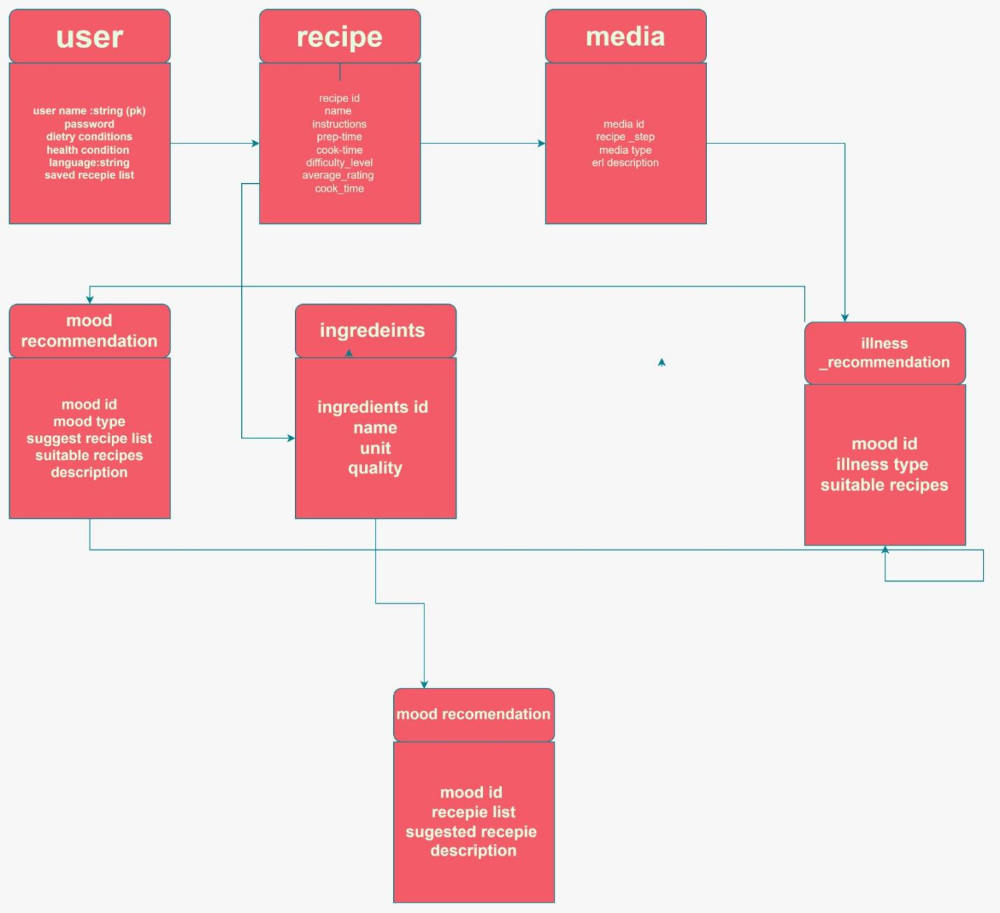 user
user name :string (pk)
password
dietry conditions
health condition
language:string
saved recepie list
recipe
recipe id
name
instructions
prep-time
cook-time
difficulty_level
average_rating
cook_time
media
media id
recipe _step
media type
erl description
mood
recommendation
mood id
mood type
suggest recipe list
suitable recipes
description
ingredeints
ingredients id
name
unit
quality
illness
_recommendation
mood id
illness type
suitable recipes
mood recomendation
mood id
recepie list
sugested recepie
description